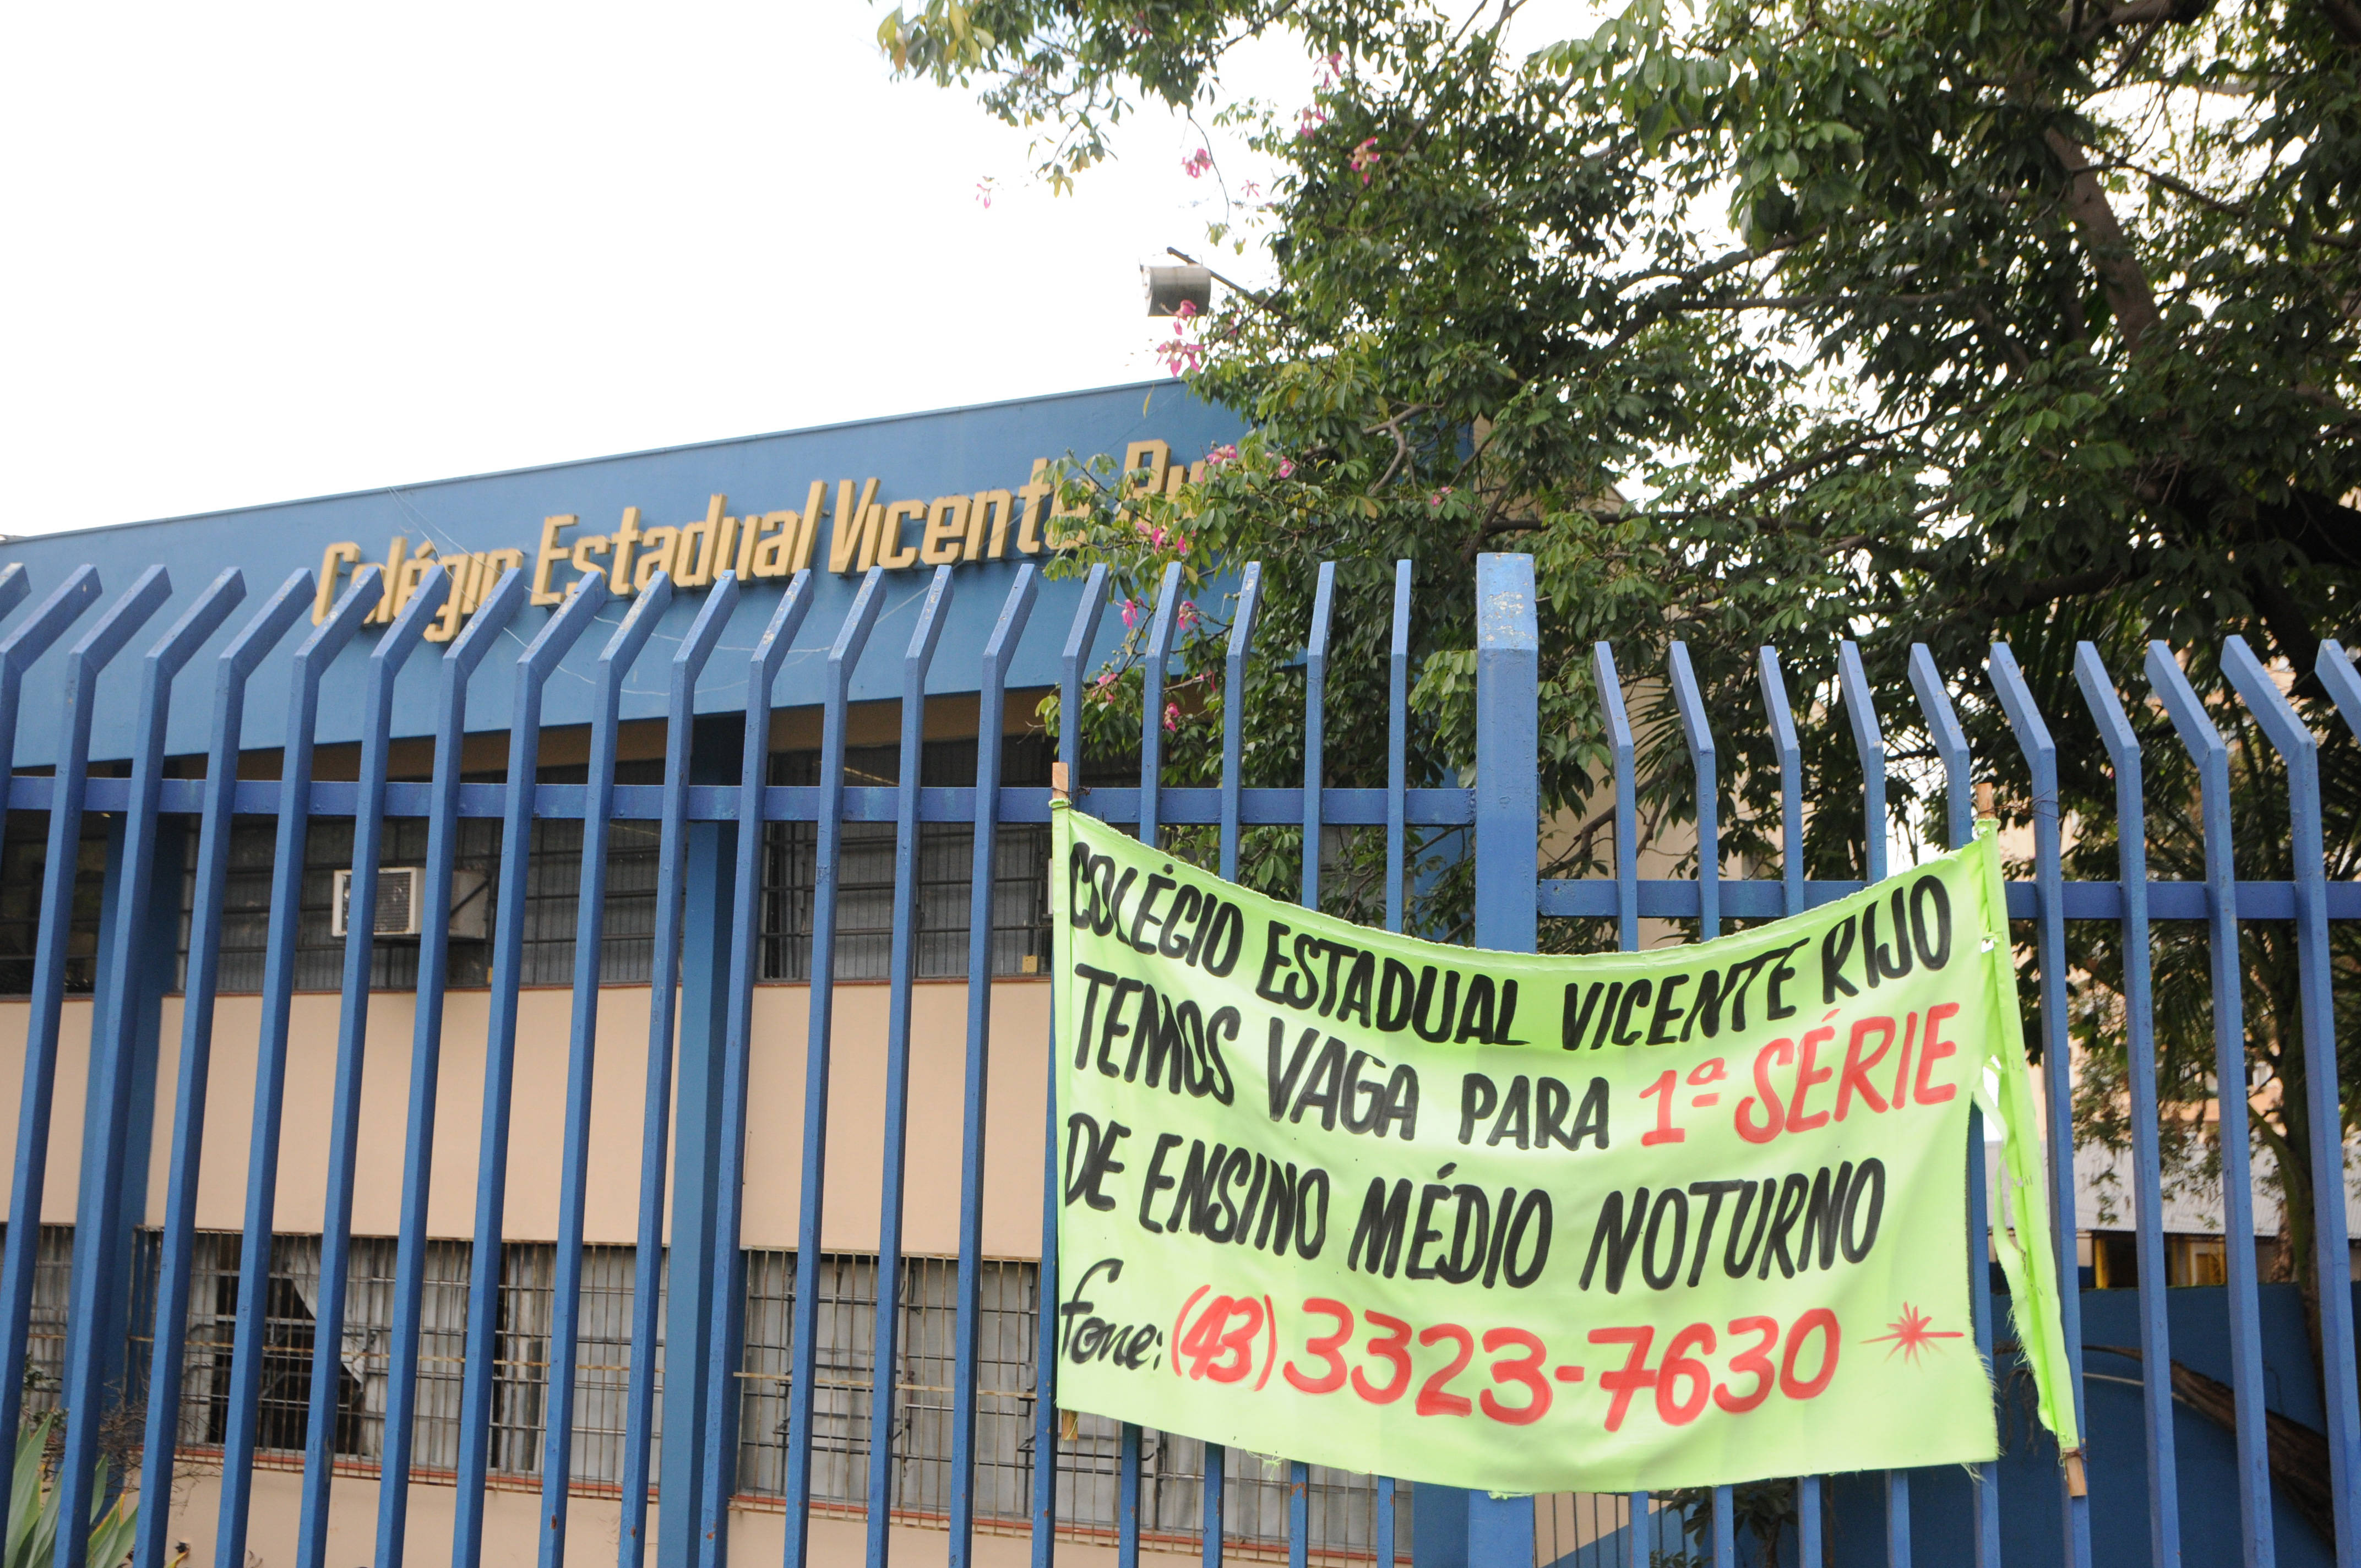 Colégio Estadual Vicente
COLÉGIO ESTADUAL VICENTE RIJO
TEMOS VAGA PARA 1ª SÉRIE
DE ENSINO MÉDIO NOTURNO
fone: (43) 3323-7630